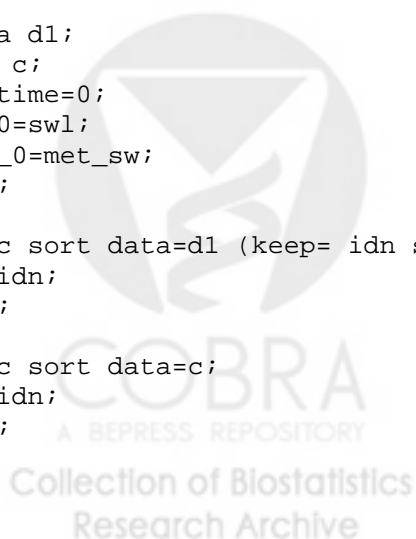 a d1;
c;
time=0;
0=swl;
_0=met_sw;
;
c sort data=d1 (keep= idn s
idn;
;
c sort data=c;
idn;
;
COBRA
A BEPRESS REPOSITORY
Collection of Biostatistics
Research Archive